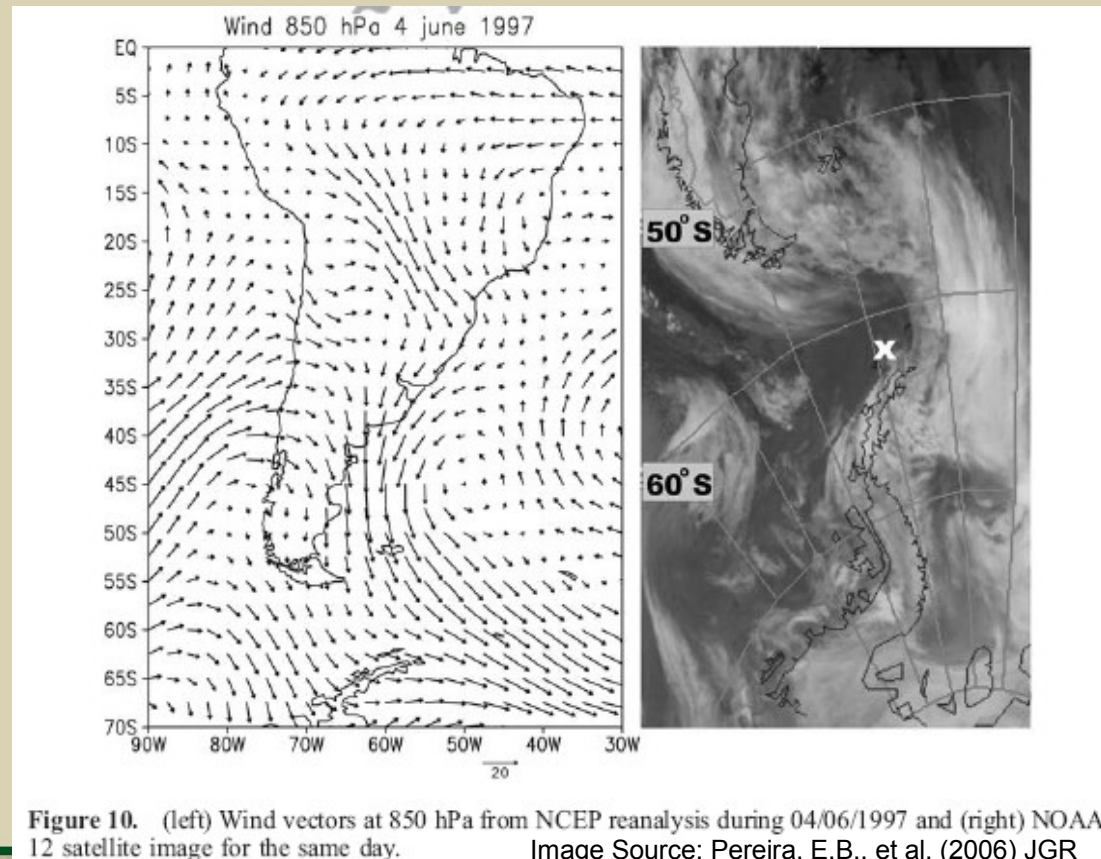 Wind 850 hPa 4 june 1997
EQ
5S
10S
15S
20S
25S
30S
35S
40S
45S
50S
55S
60S
65S
70S
90W 80W 70W 60W 50W 40W 30W
20
50°S
X
60°S
Figure 10. (left) Wind vectors at 850 hPa from NCEP reanalysis during 04/06/1997 and (right) NOAA
12 satellite image for the same day.
Image Source: Pereira, E.B., et al. (2006) JGR